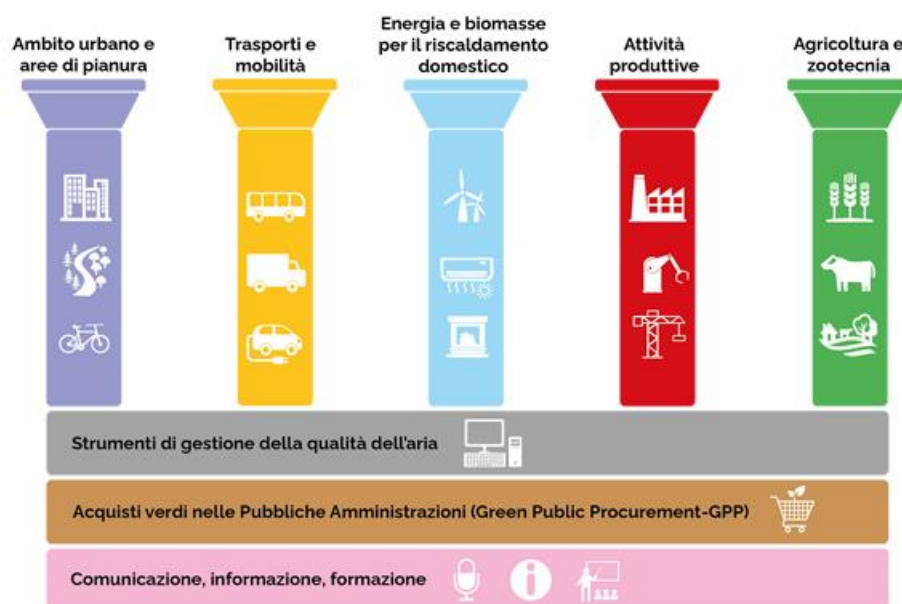 Ambito urbano e
aree di pianura
Trasporti e
mobilità
Energia e biomasse
per il riscaldamento
domestico
Attività
produttive
Agricoltura e
zootecnia
Strumenti di gestione della qualità dell'aria
Acquisti verdi nelle Pubbliche Amministrazioni (Green Public Procurement-GPP)
Comunicazione, informazione, formazione